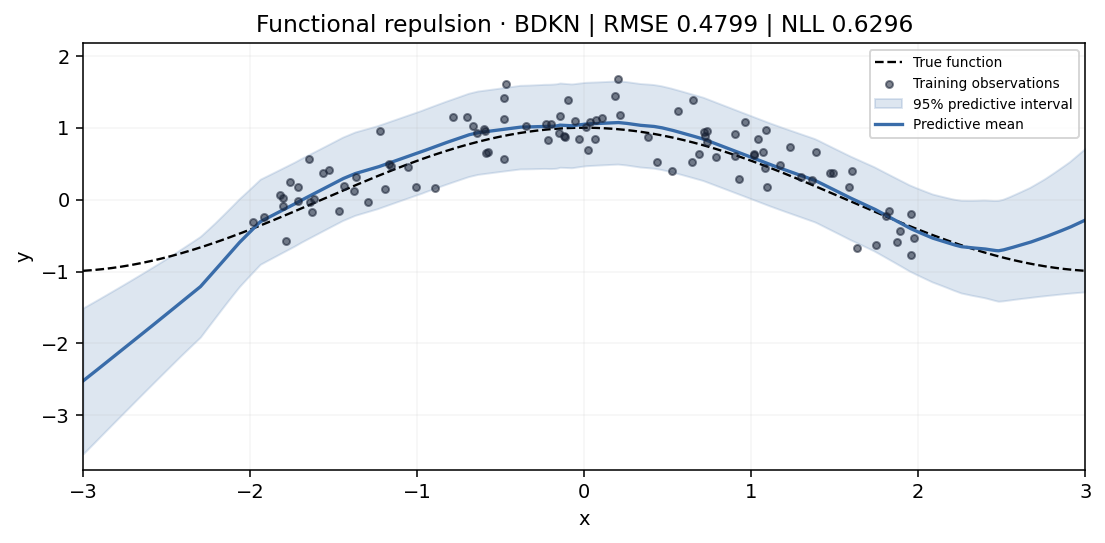 Functional repulsion · BDKN | RMSE 0.4799 | NLL 0.6296
True function
Training observations
95% predictive interval
Predictive mean
y
2
1
0
−1
−2
−3
−3 −2 −1 0 1 2 3
x